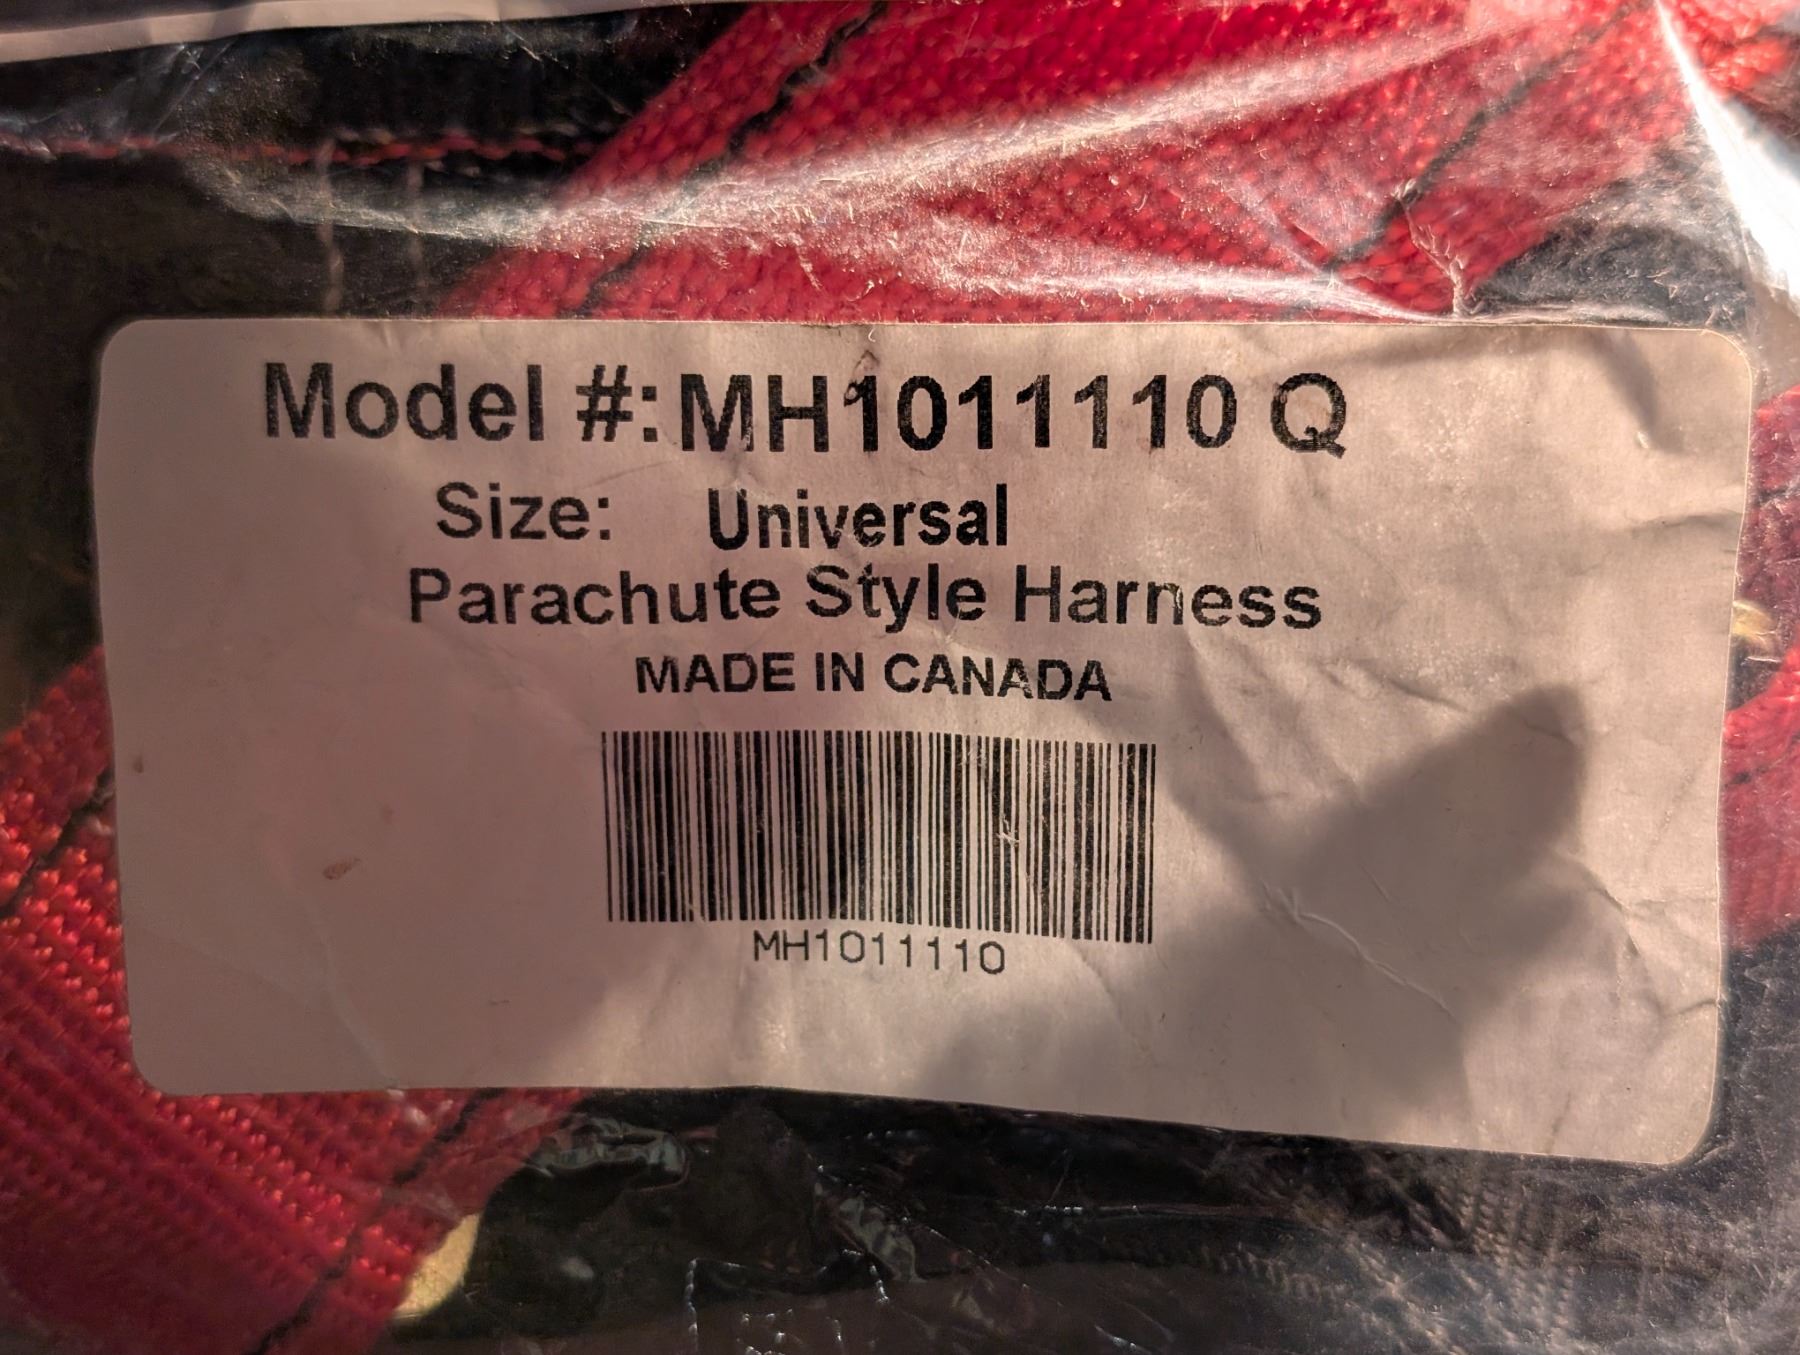 Model #: MH1011110 Q
Size: Universal
Parachute Style Harness
MADE IN CANADA
MH1011110